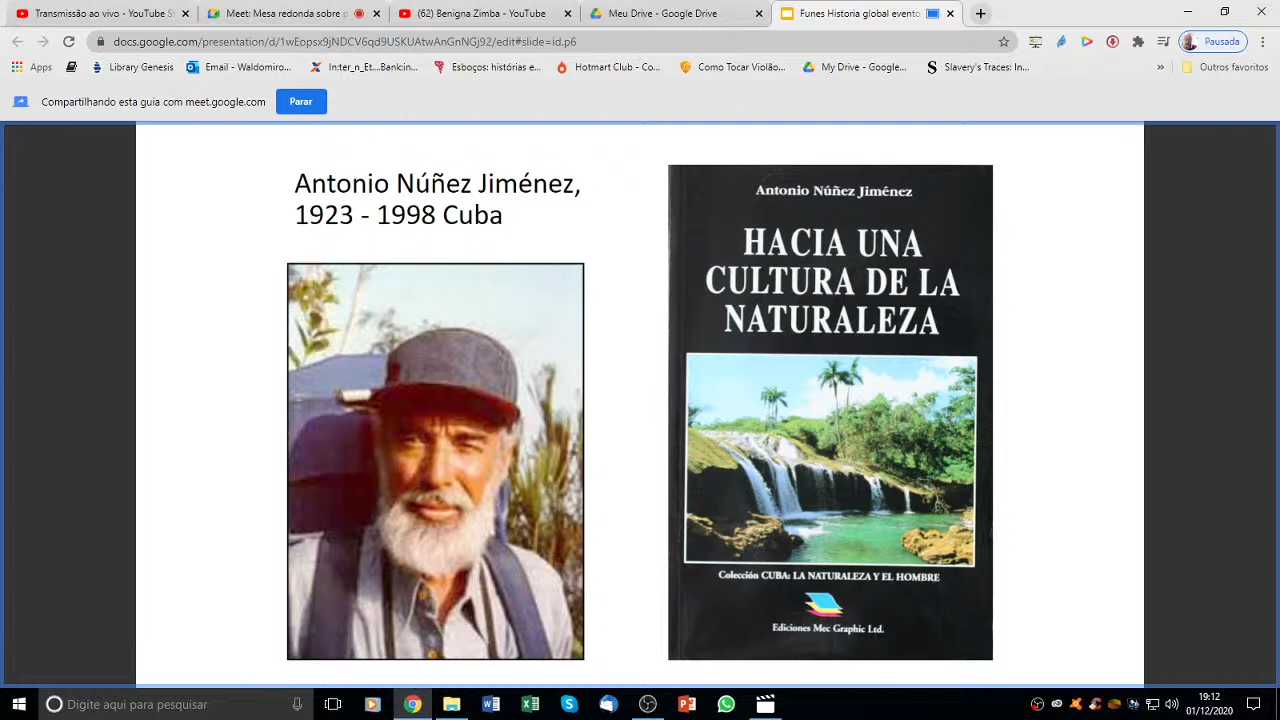 Transmissão ao vivo - p
Meet: Mesa redonda s
(62) Benigna Zimba - YouTube
Meu Drive - Google Drive
Funes Historia global evento
docs.google.com/presentation/d/1wEopsx9jNDCV6qd9USKUAtwAnGnNGj92/edit#slide=id.p6
Pausada
Apps
Library Genesis
Email - Waldomiro...
Inter_n_Et_Bankin...
Esboços histórias e...
Hotmart Club - Co...
Como Tocar Violão...
My Drive - Google...
Slavery's Traces: In...
»
Outros favoritos
Compartilhando esta guia com meet.google.com
Parar
Antonio Núñez Jiménez,
1923 - 1998 Cuba
Antonio Núñez Jiménez
HACIA UNA
CULTURA DE LA
NATURALEZA
Colección CUBA: LA NATURALEZA Y EL HOMBRE
Ediciones Mec Graphic Ltd.
Digite aqui para pesquisar
19:12
01/12/2020